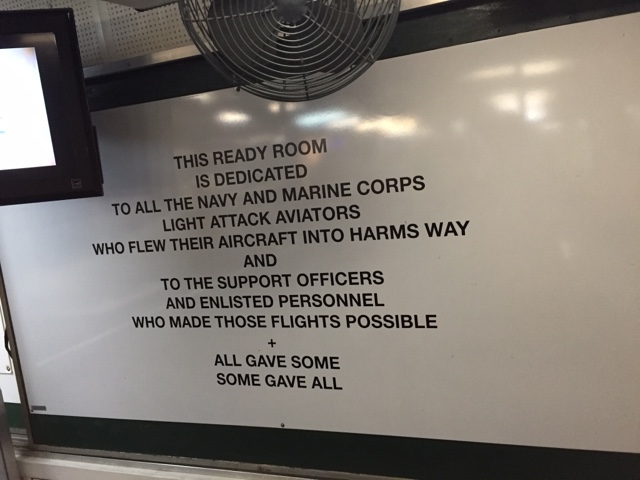 THIS READY ROOM
IS DEDICATED
TO ALL THE NAVY AND MARINE CORPS
LIGHT ATTACK AVIATORS
WHO FLEW THEIR AIRCRAFT INTO HARMS WAY
AND
TO THE SUPPORT OFFICERS
AND ENLISTED PERSONNEL
WHO MADE THOSE FLIGHTS POSSIBLE
+
ALL GAVE SOME
SOME GAVE ALL